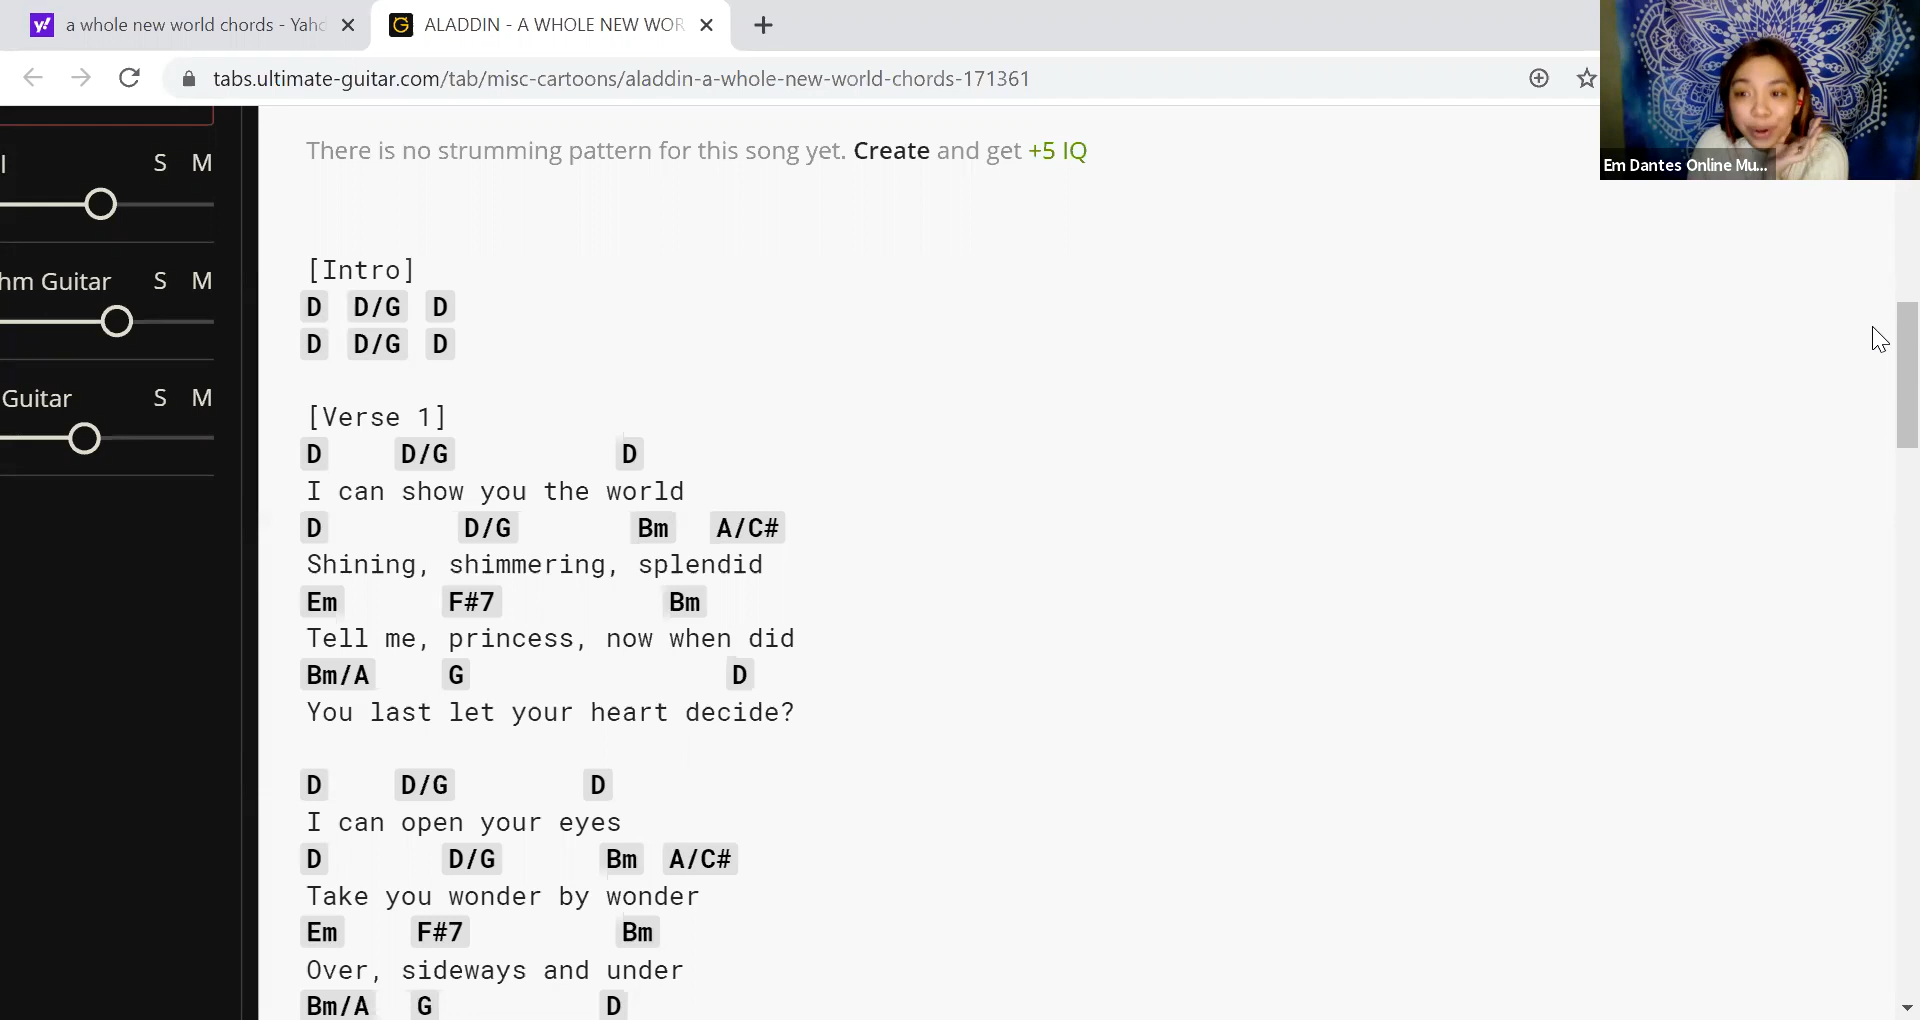 a whole new world chords - Yaho
ALADDIN - A WHOLE NEW WOR
tabs.ultimate-guitar.com/tab/misc-cartoons/aladdin-a-whole-new-world-chords-171361
Em Dantes Online Mu...
S M
hm Guitar S M
Guitar S M
There is no strumming pattern for this song yet. Create and get +5 IQ
[Intro]
D D/G D
D D/G D
[Verse 1]
D D/G D
I can show you the world
D D/G Bm A/C#
Shining, shimmering, splendid
Em F#7 Bm
Tell me, princess, now when did
Bm/A G D
You last let your heart decide?
D D/G D
I can open your eyes
D D/G Bm A/C#
Take you wonder by wonder
Em F#7 Bm
Over, sideways and under
Bm/A G D